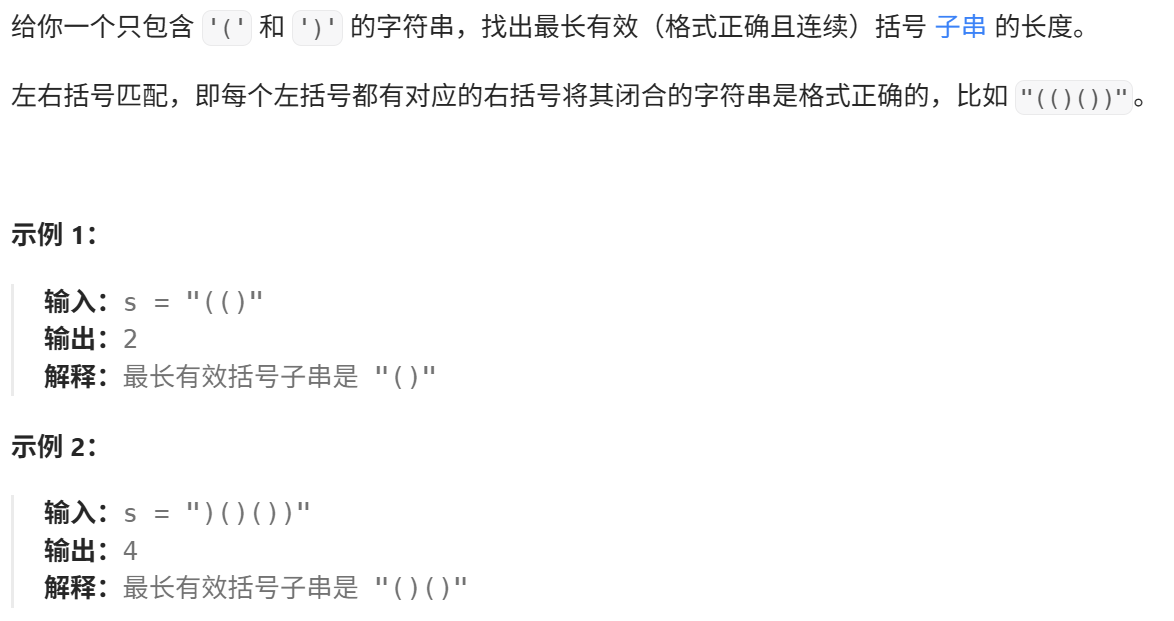 给你一个只包含 '(' 和 ')' 的字符串，找出最长有效（格式正确且连续）括号 子串 的长度。
左右括号匹配，即每个左括号都有对应的右括号将其闭合的字符串是格式正确的，比如 "(()())"。
示例 1：
输入：s = "(()"
输出：2
解释：最长有效括号子串是 "()"
示例 2：
输入：s = ")()())"
输出：4
解释：最长有效括号子串是 "()()"